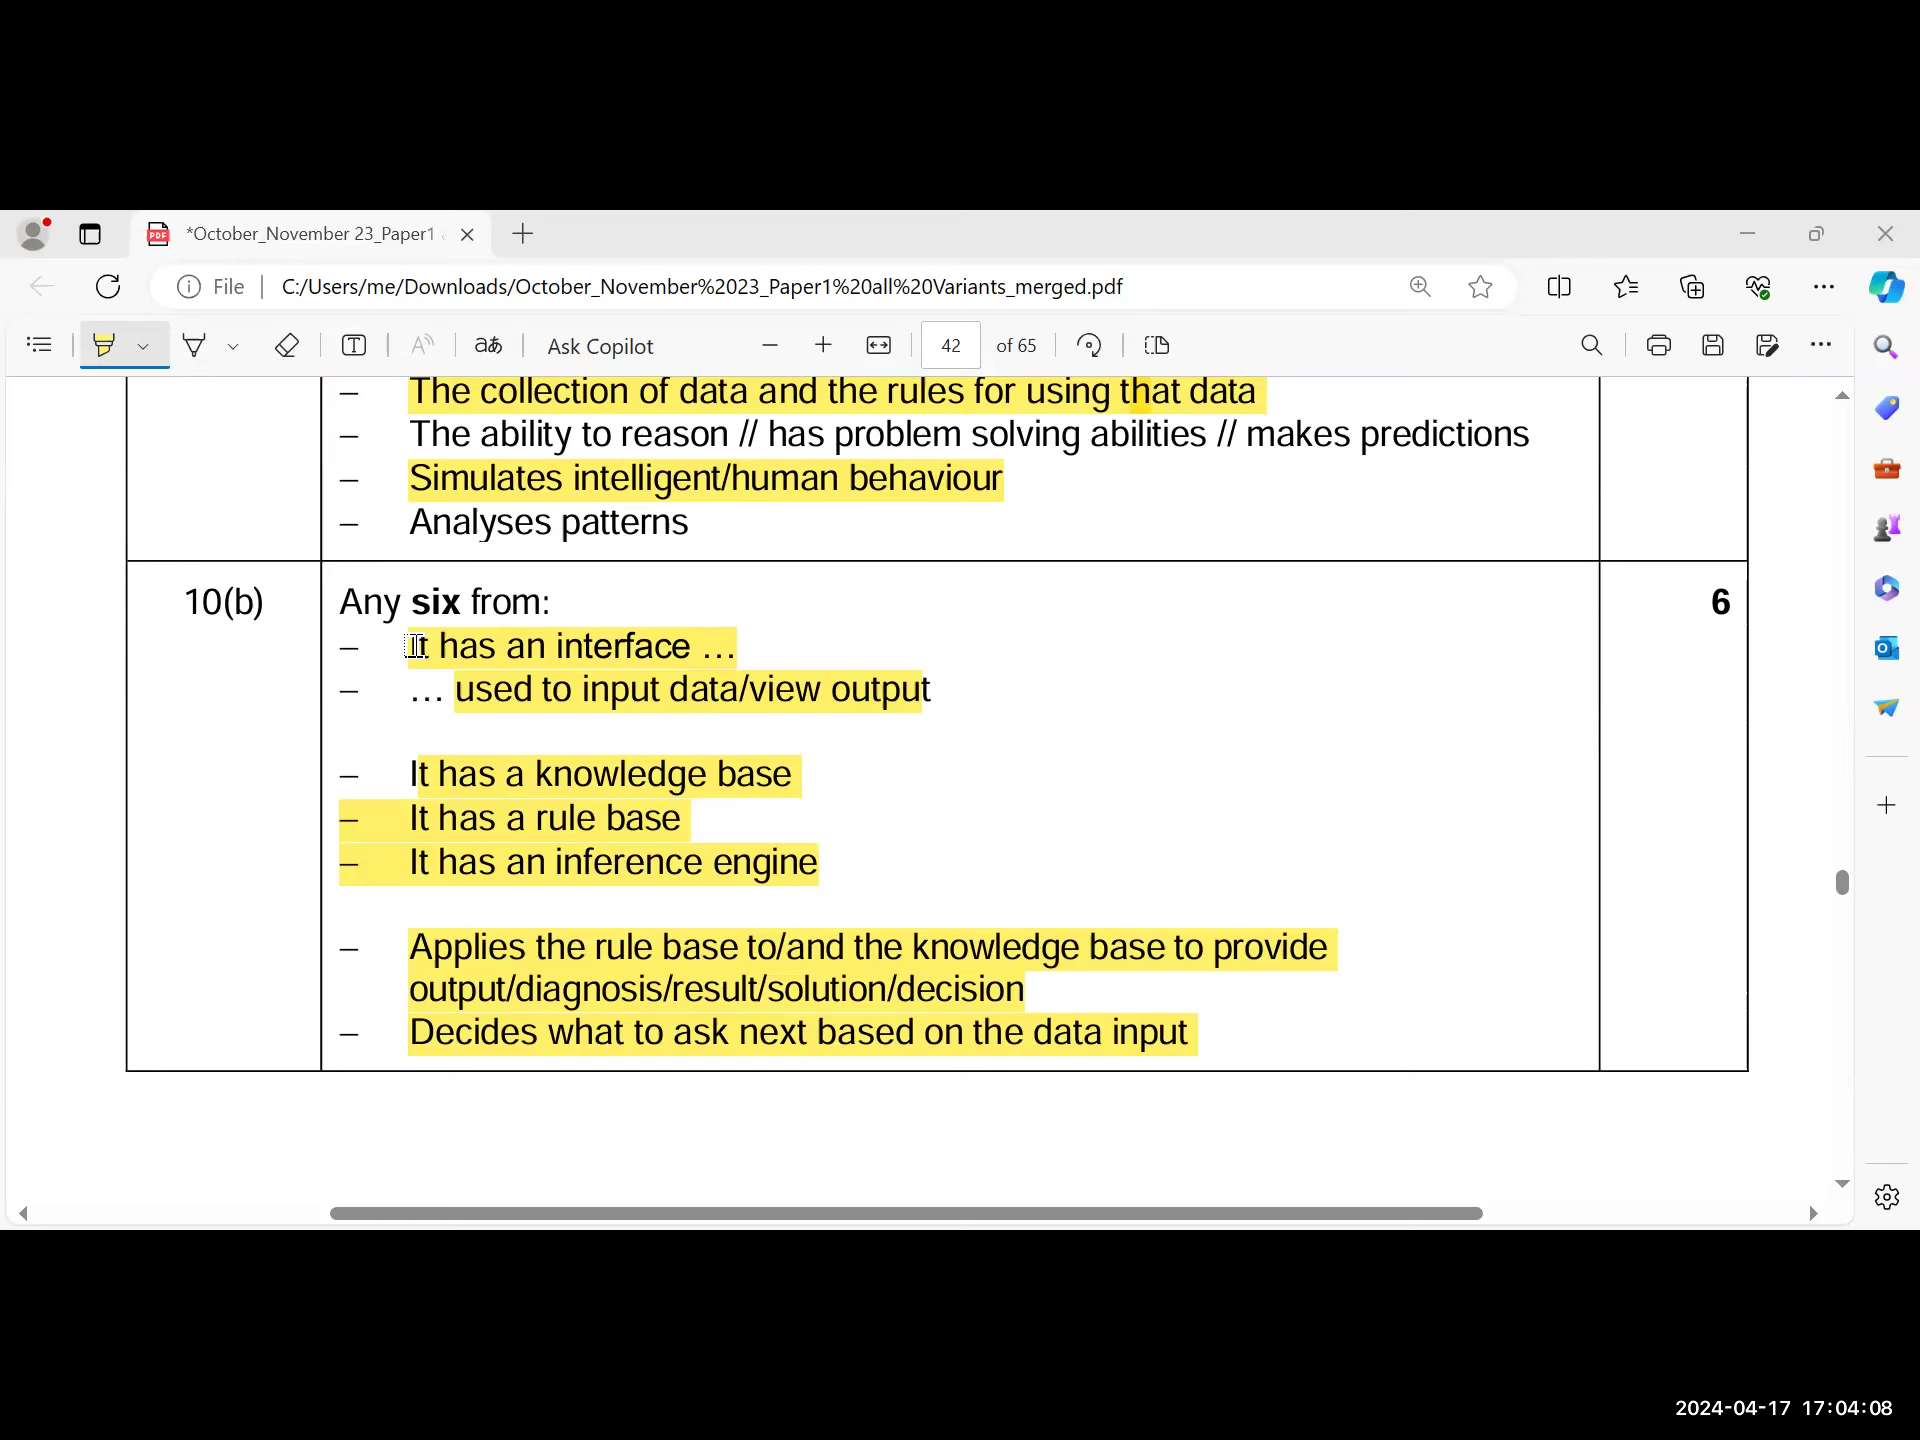 *October_November 23_Paper1
File
C:/Users/me/Downloads/October_November%2023_Paper1%20all%20Variants_merged.pdf
Ask Copilot
42 of 65
The collection of data and the rules for using that data
– The ability to reason // has problem solving abilities // makes predictions
– Simulates intelligent/human behaviour
– Analyses patterns
10(b) Any six from: 6
– It has an interface …
– … used to input data/view output
– It has a knowledge base
– It has a rule base
– It has an inference engine
– Applies the rule base to/and the knowledge base to provide
output/diagnosis/result/solution/decision
– Decides what to ask next based on the data input
2024-04-17 17:04:08